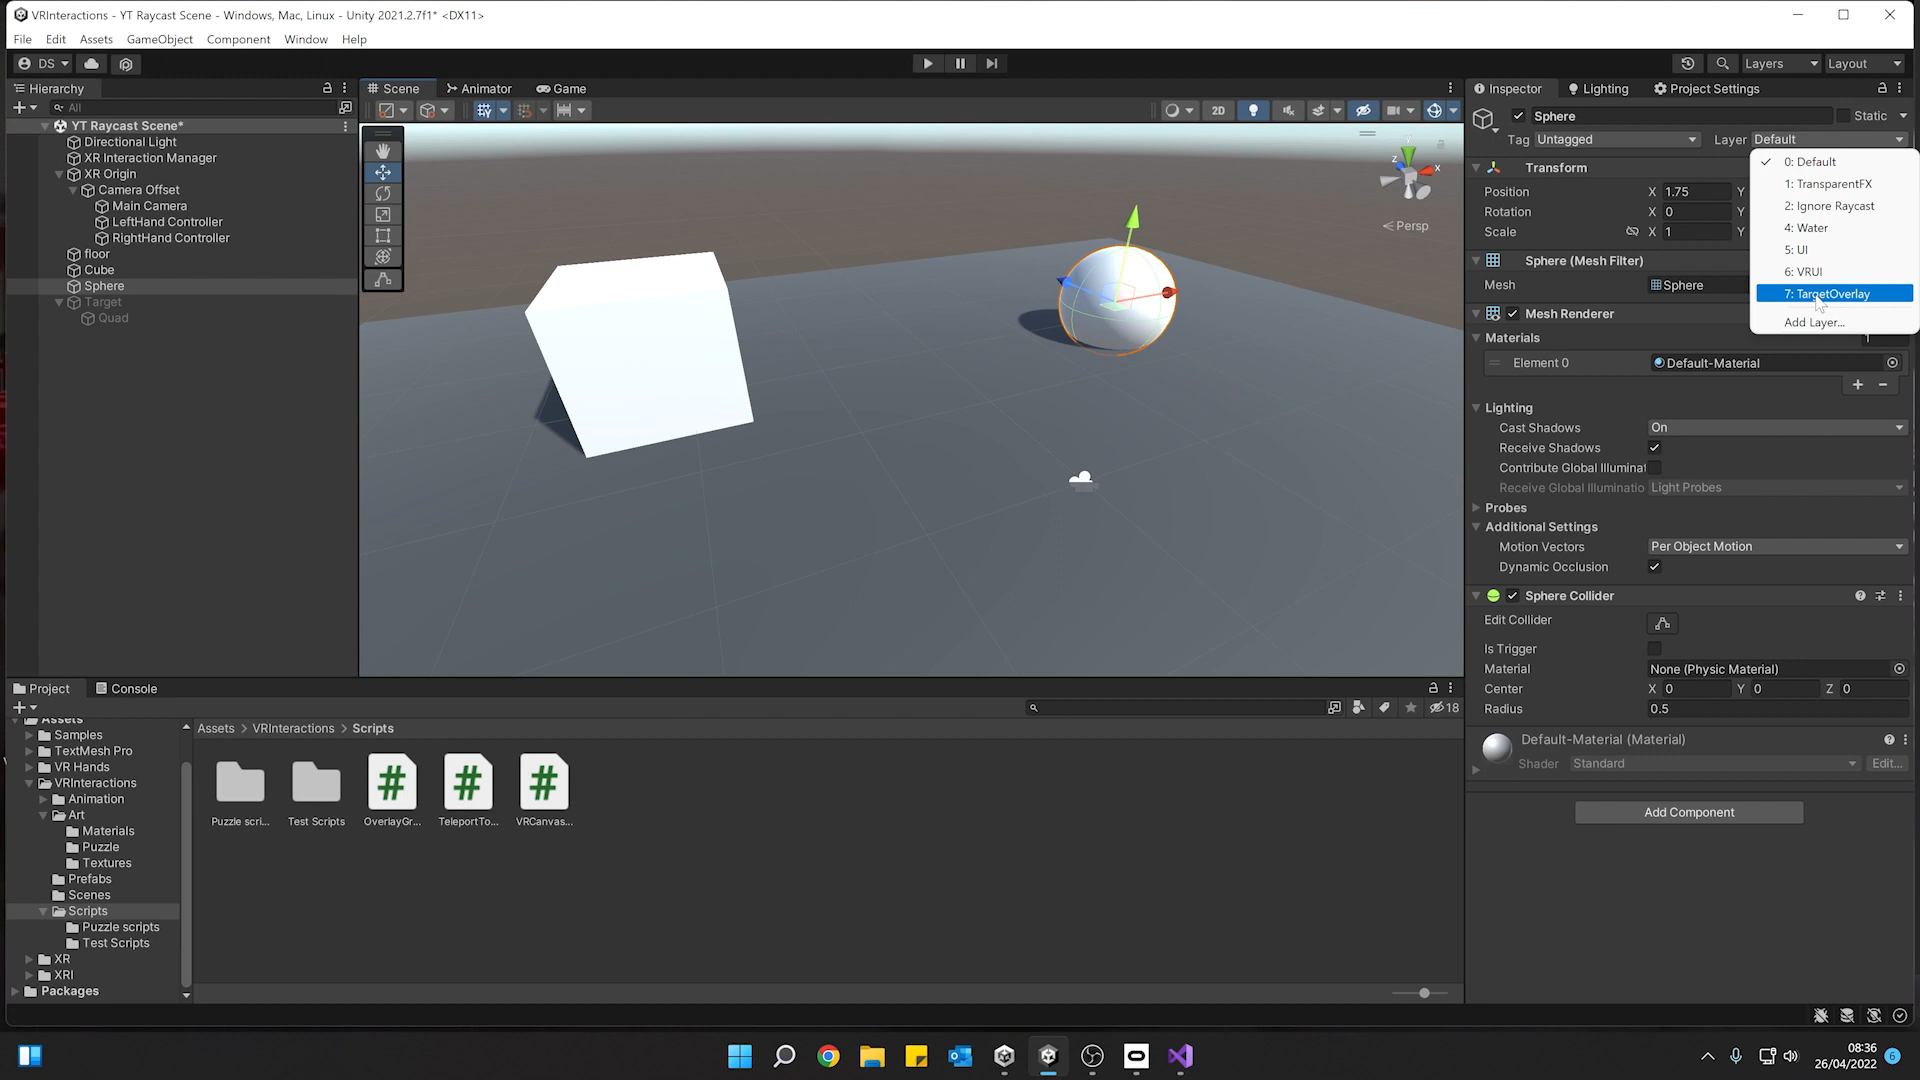 VRInteractions - YT Raycast Scene - Windows, Mac, Linux - Unity 2021.2.7f1* <DX11>
File Edit Assets GameObject Component Window Help
DS Layers Layout
Hierarchy
All
YT Raycast Scene*
Directional Light
XR Interaction Manager
XR Origin
Camera Offset
Main Camera
LeftHand Controller
RightHand Controller
floor
Cube
Sphere
Target
Quad
Scene Animator Game
2D
y
z
x
Persp
Inspector Lighting Project Settings
Sphere Static
Tag Untagged Layer Default
0: Default
1: TransparentFX
2: Ignore Raycast
4: Water
5: UI
6: VRUI
7: TargetOverlay
Add Layer...
Transform
Position X 1.75 Y
Rotation X 0 Y
Scale X 1 Y
Sphere (Mesh Filter)
Mesh Sphere
Mesh Renderer
Materials 1
Element 0 Default-Material
Lighting
Cast Shadows On
Receive Shadows
Contribute Global Illuminat
Receive Global Illuminatio Light Probes
Probes
Additional Settings
Motion Vectors Per Object Motion
Dynamic Occlusion
Sphere Collider
Edit Collider
Is Trigger
Material None (Physic Material)
Center X 0 Y 0 Z 0
Radius 0.5
Default-Material (Material)
Shader Standard Edit...
Add Component
Project Console
18
Assets
Samples
TextMesh Pro
VR Hands
VRInteractions
Animation
Art
Materials
Puzzle
Textures
Prefabs
Scenes
Scripts
Puzzle scripts
Test Scripts
XR
XRI
Packages
Assets > VRInteractions > Scripts
Puzzle scri... Test Scripts OverlayGr... TeleportTo... VRCanvas...
08:36
26/04/2022
6